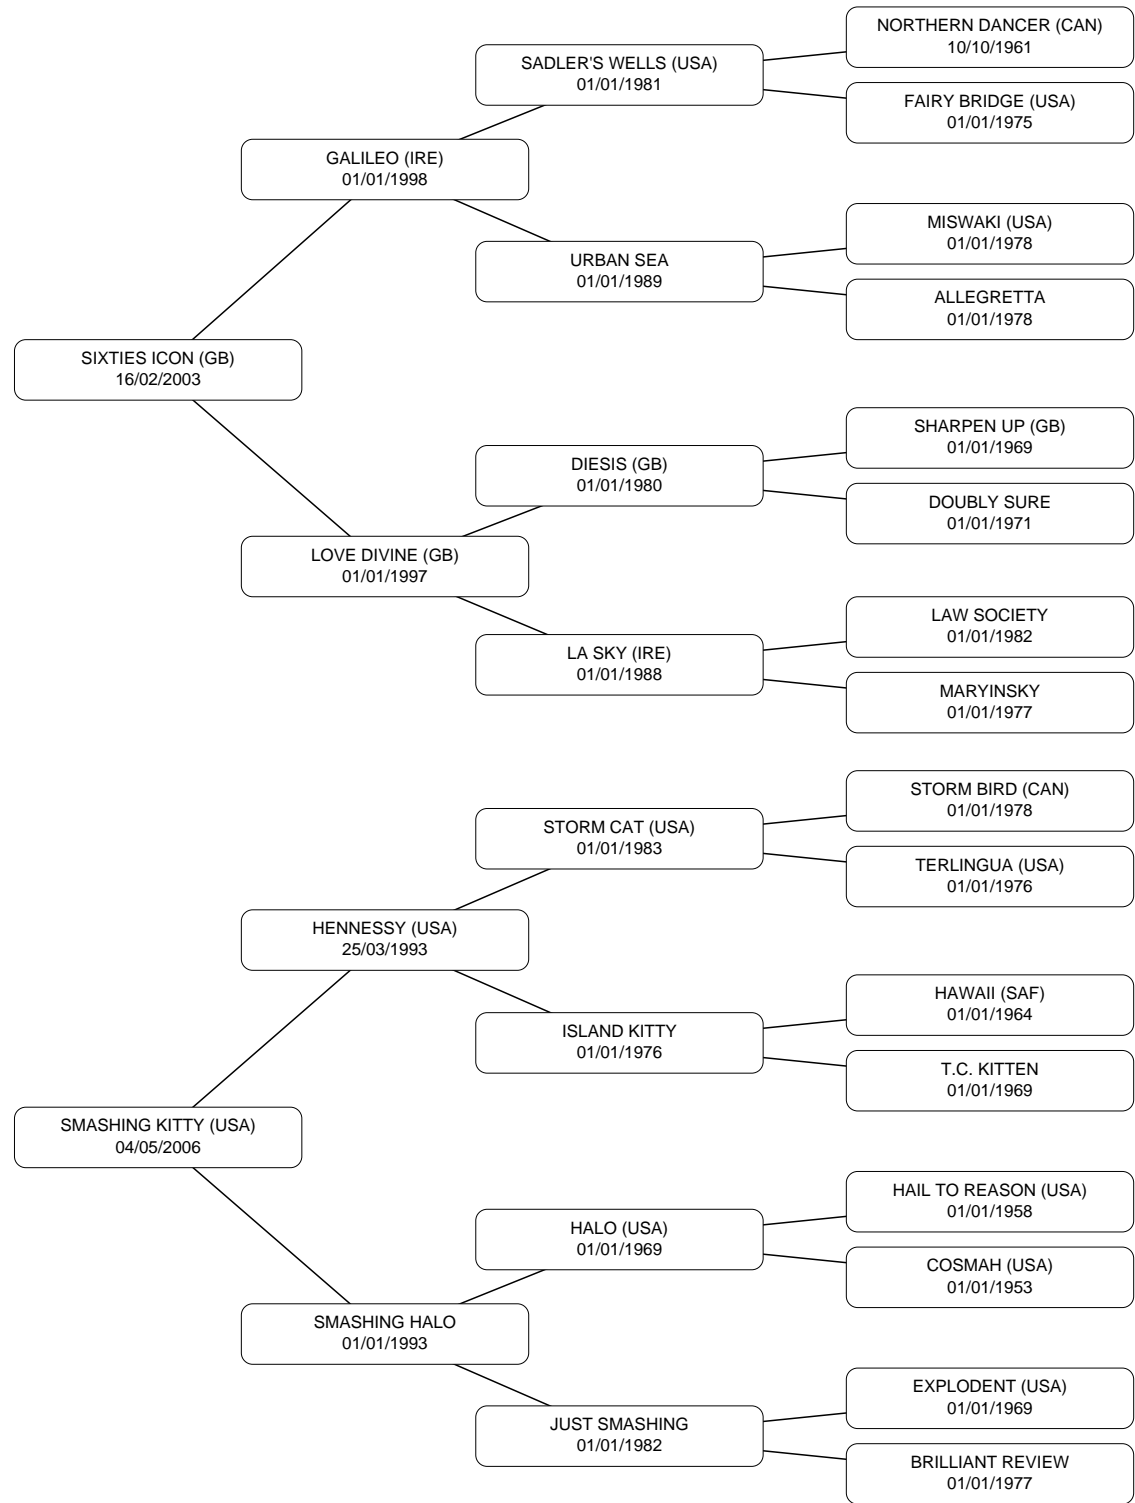 NORTHERN DANCER (CAN)
10/10/1961
SADLER'S WELLS (USA)
01/01/1981
FAIRY BRIDGE (USA)
01/01/1975
GALILEO (IRE)
01/01/1998
MISWAKI (USA)
01/01/1978
URBAN SEA
01/01/1989
ALLEGRETTA
01/01/1978
SIXTIES ICON (GB)
16/02/2003
SHARPEN UP (GB)
01/01/1969
DIESIS (GB)
01/01/1980
DOUBLY SURE
01/01/1971
LOVE DIVINE (GB)
01/01/1997
LAW SOCIETY
01/01/1982
LA SKY (IRE)
01/01/1988
MARYINSKY
01/01/1977
STORM BIRD (CAN)
01/01/1978
STORM CAT (USA)
01/01/1983
TERLINGUA (USA)
01/01/1976
HENNESSY (USA)
25/03/1993
HAWAII (SAF)
01/01/1964
ISLAND KITTY
01/01/1976
T.C. KITTEN
01/01/1969
SMASHING KITTY (USA)
04/05/2006
HAIL TO REASON (USA)
01/01/1958
HALO (USA)
01/01/1969
COSMAH (USA)
01/01/1953
SMASHING HALO
01/01/1993
EXPLODENT (USA)
01/01/1969
JUST SMASHING
01/01/1982
BRILLIANT REVIEW
01/01/1977